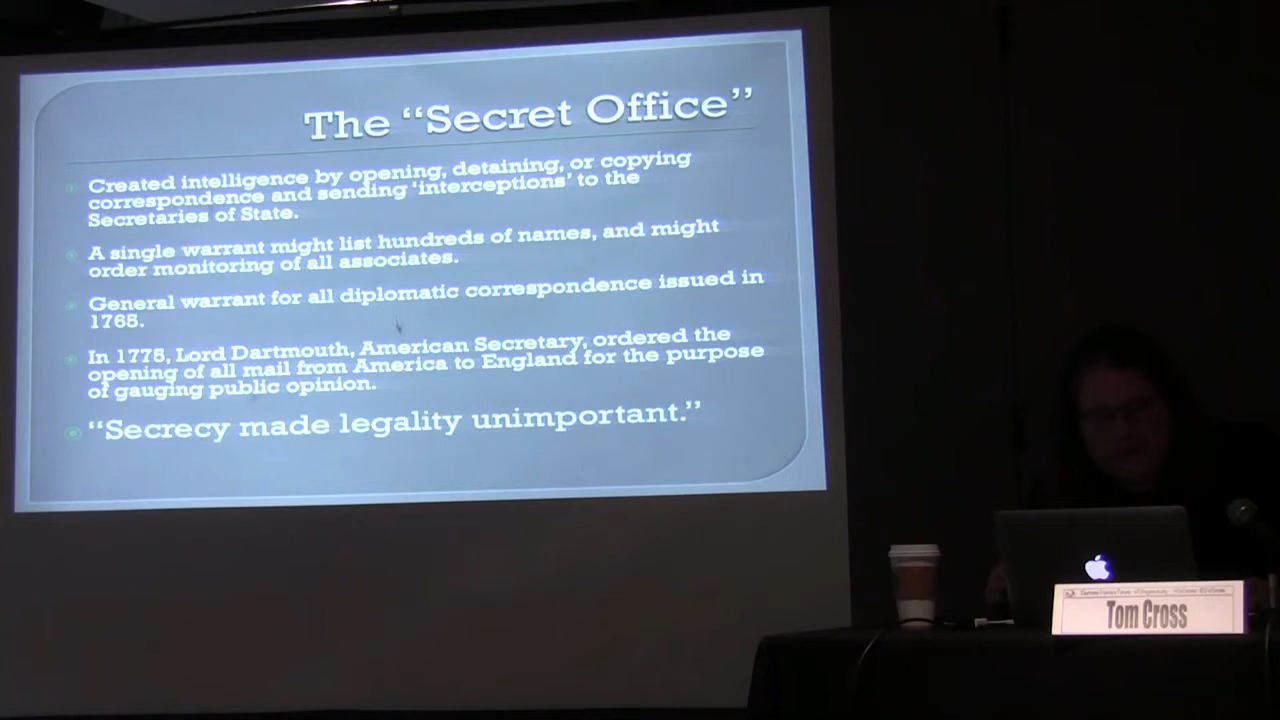 The “Secret Office”
Created intelligence by opening, detaining, or copying
correspondence and sending ‘interceptions’ to the
Secretaries of State.
A single warrant might list hundreds of names, and might
order monitoring of all associates.
General warrant for all diplomatic correspondence issued in
1765.
In 1775, Lord Dartmouth, American Secretary, ordered the
opening of all mail from America to England for the purpose
of gauging public opinion.
“Secrecy made legality unimportant.”
Tom Cross